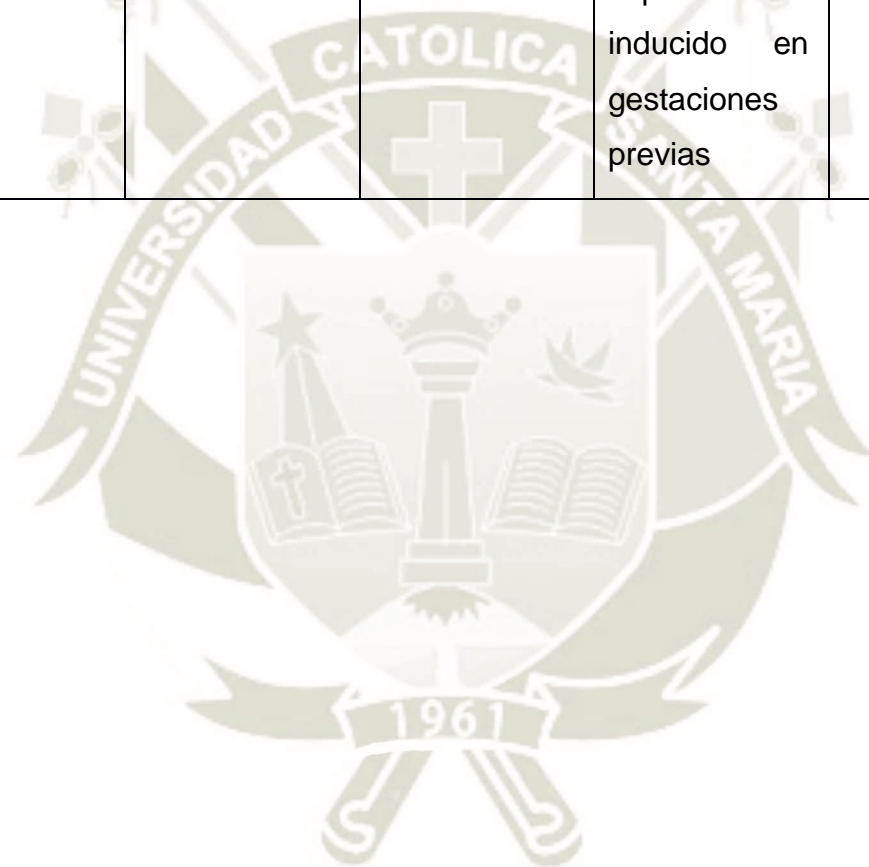 inducido en
gestaciones
previas
UNIVERSIDAD CATOLICA SANTA MARIA
1961